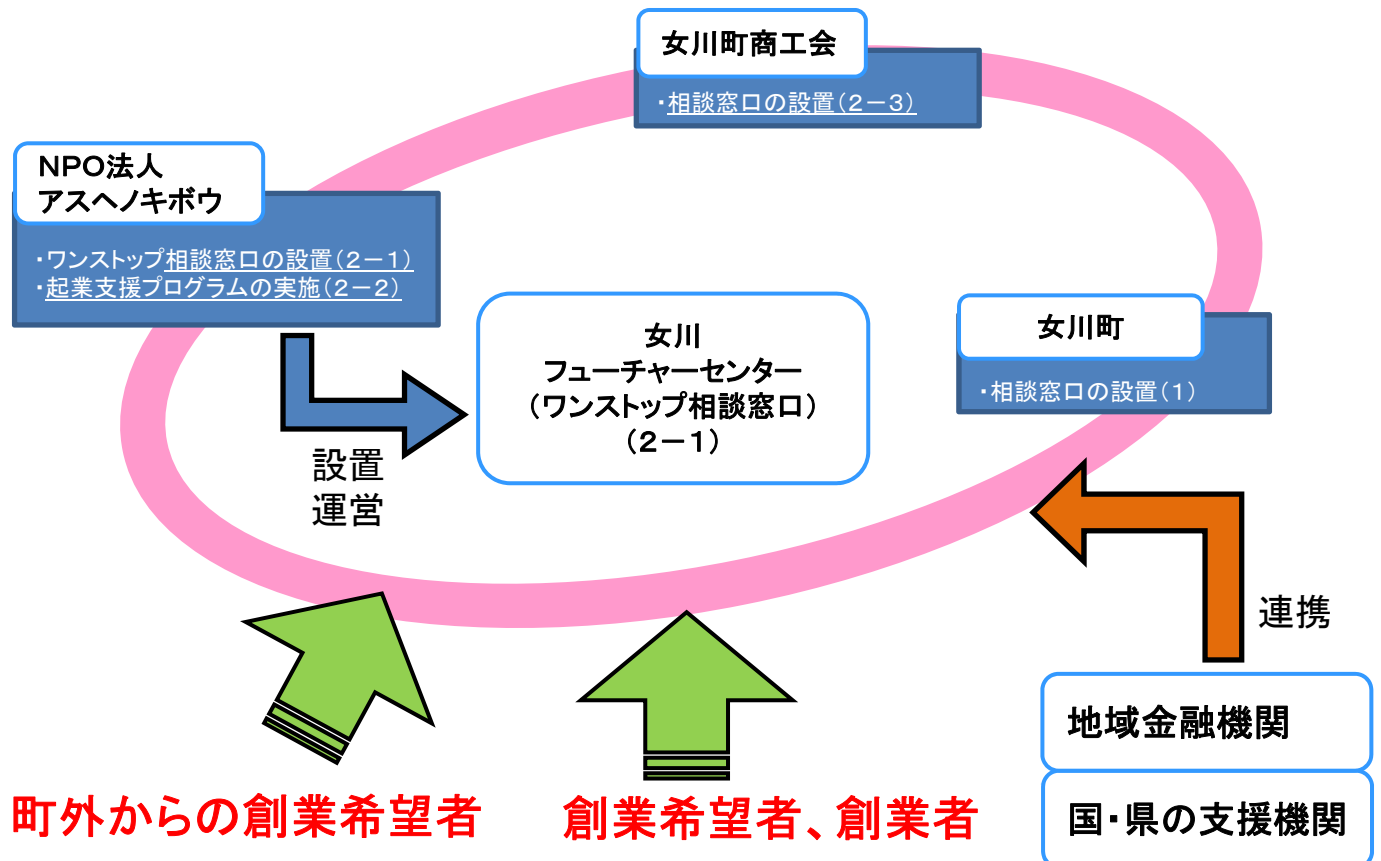 女川町商工会
・相談窓口の設置(2-3)
NPO法人
アスヘノキボウ
・ワンストップ相談窓口の設置(2-1)
・起業支援プログラムの実施(2-2)
女川
フューチャーセンター
(ワンストップ相談窓口)
(2-1)
女川町
・相談窓口の設置(1)
設置
運営
連携
地域金融機関
国・県の支援機関
町外からの創業希望者
創業希望者、創業者